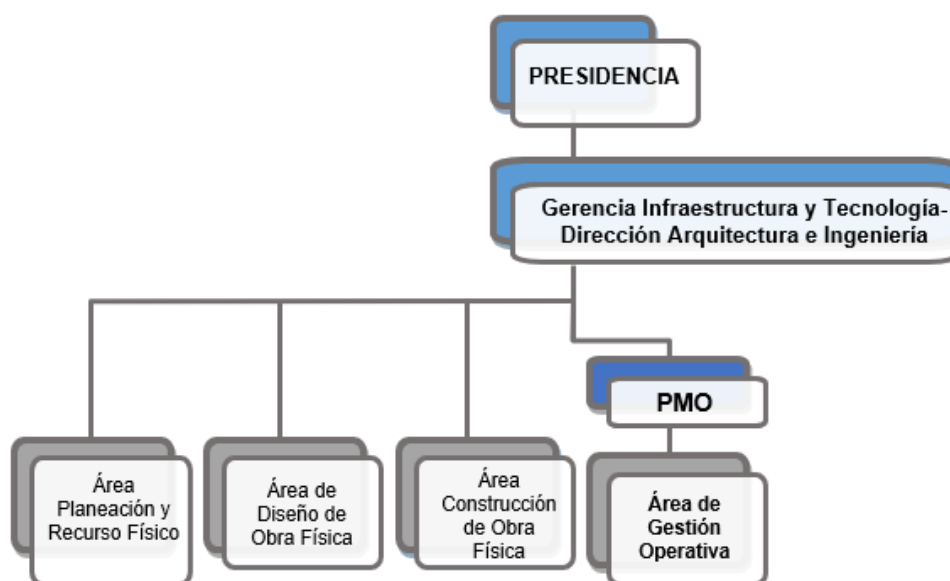 PRESIDENCIA
Gerencia Infraestructura y Tecnología-
Dirección Arquitectura e Ingeniería
PMO
Área
Planeación y
Recurso Físico
Área de
Diseño de
Obra Física
Área
Construcción
de Obra
Física
Área de
Gestión
Operativa